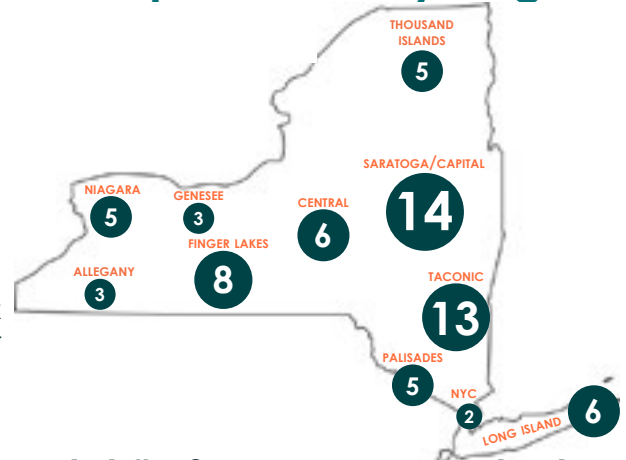 THOUSAND
ISLANDS
5
SARATOGA/CAPITAL
14
NIAGARA
5
GENESEE
3
CENTRAL
6
FINGER LAKES
8
ALLEGANY
3
TACONIC
13
PALISADES
5
NYC
2
LONG ISLAND
6